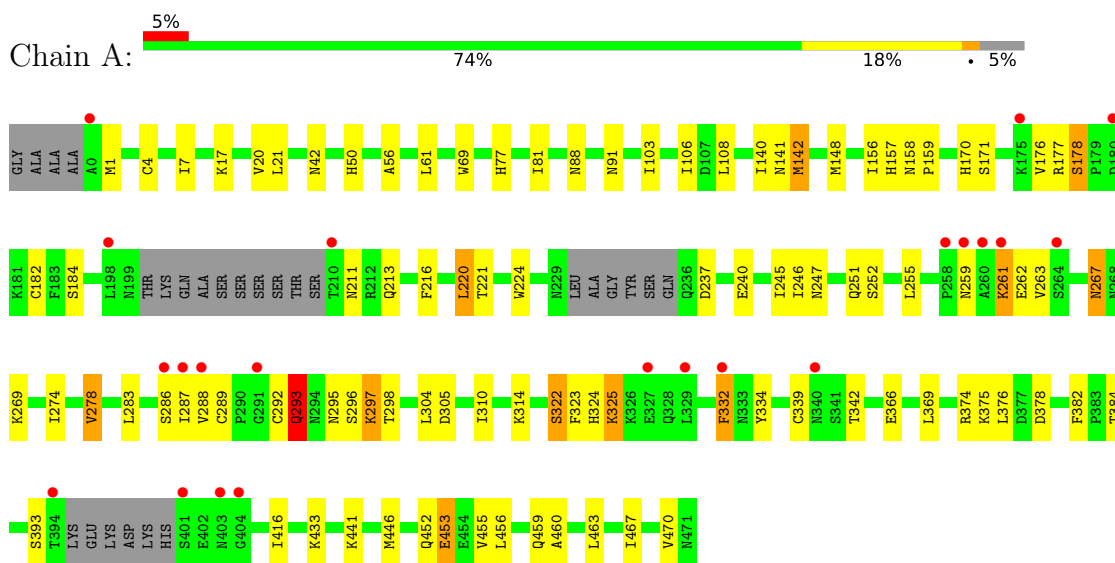 5%
Chain A:
74% 18% • 5%
GLY ALA ALA ALA A0 M1 C4 I7 K17 V20 L21 N42 H50 A56 L61 W69 H77 I81 N88 N91 I103 I106 D107 L108 I140 N141 M142 M148 I156 H157 N158 P159 H170 S171 K175 V176 R177 S178 P179 D180
K181 C182 F183 S184 L198 N199 THR LYS GLN ALA SER SER SER SER THR SER T210 N211 R212 Q213 F216 L220 T221 W224 N229 LEU ALA GLY TYR SER GLN Q236 D237 E240 I245 I246 N247 Q251 S252 L255 P258 N259 A260 K261 E262 V263 S264 N267 N268
K269 I274 V278 L283 S286 I287 V288 C289 P290 G291 C292 Q293 N294 N295 S296 K297 T298 L304 D305 I310 K314 S322 F323 H324 K325 K326 E327 Q328 L329 F332 N333 Y334 C339 N340 S341 T342 E366 L369 R374 K375 L376 D377 D378 F382 P383 T384
S393 T394 LYS GLU LYS ASP LYS HIS S401 E402 N403 G404 I416 K433 K441 M446 Q452 E453 E454 V455 L456 Q459 A460 L463 I467 V470 N471